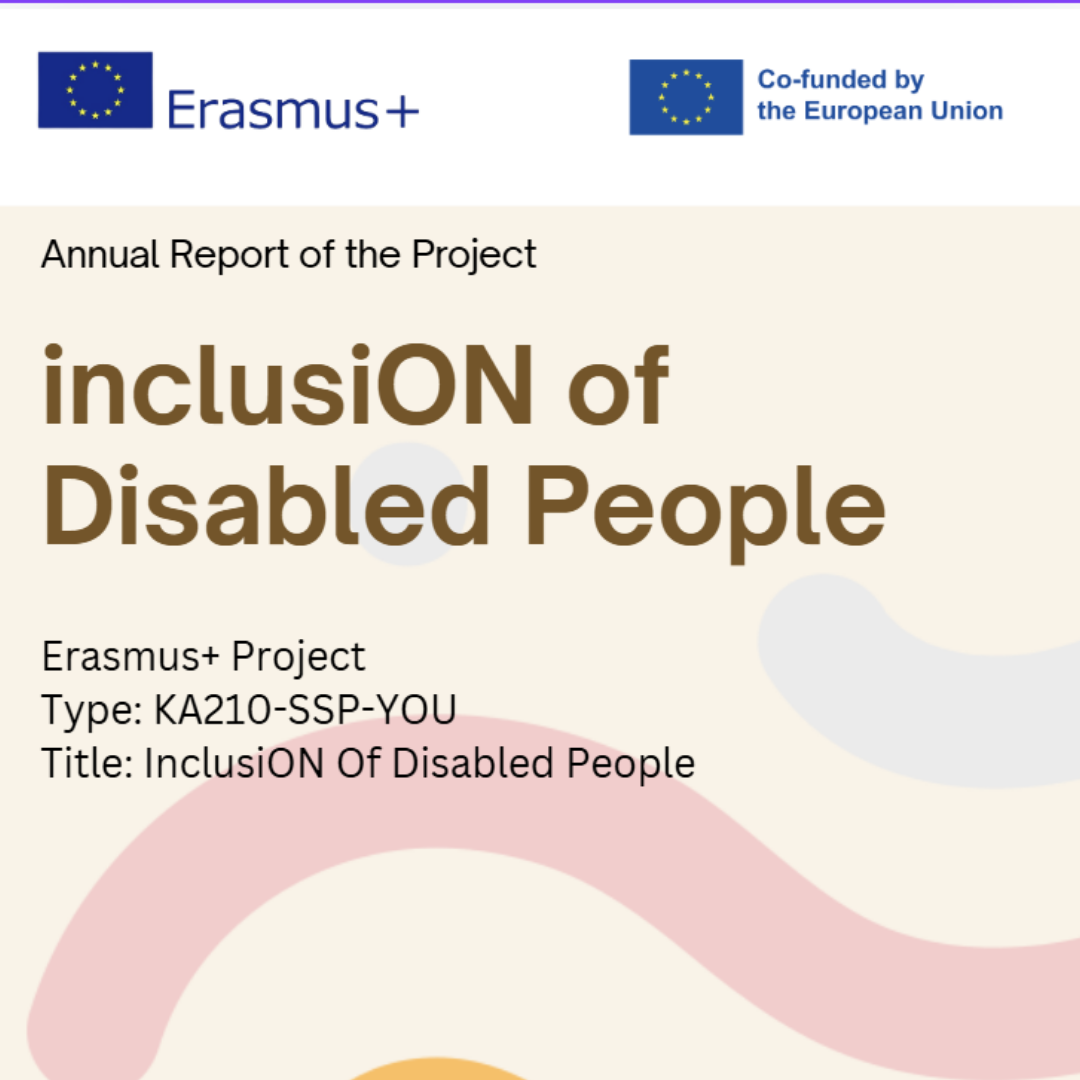 Erasmus+
Co-funded by
the European Union
Annual Report of the Project
inclusiON of
Disabled People
Erasmus+ Project
Type: KA210-SSP-YOU
Title: InclusiON Of Disabled People